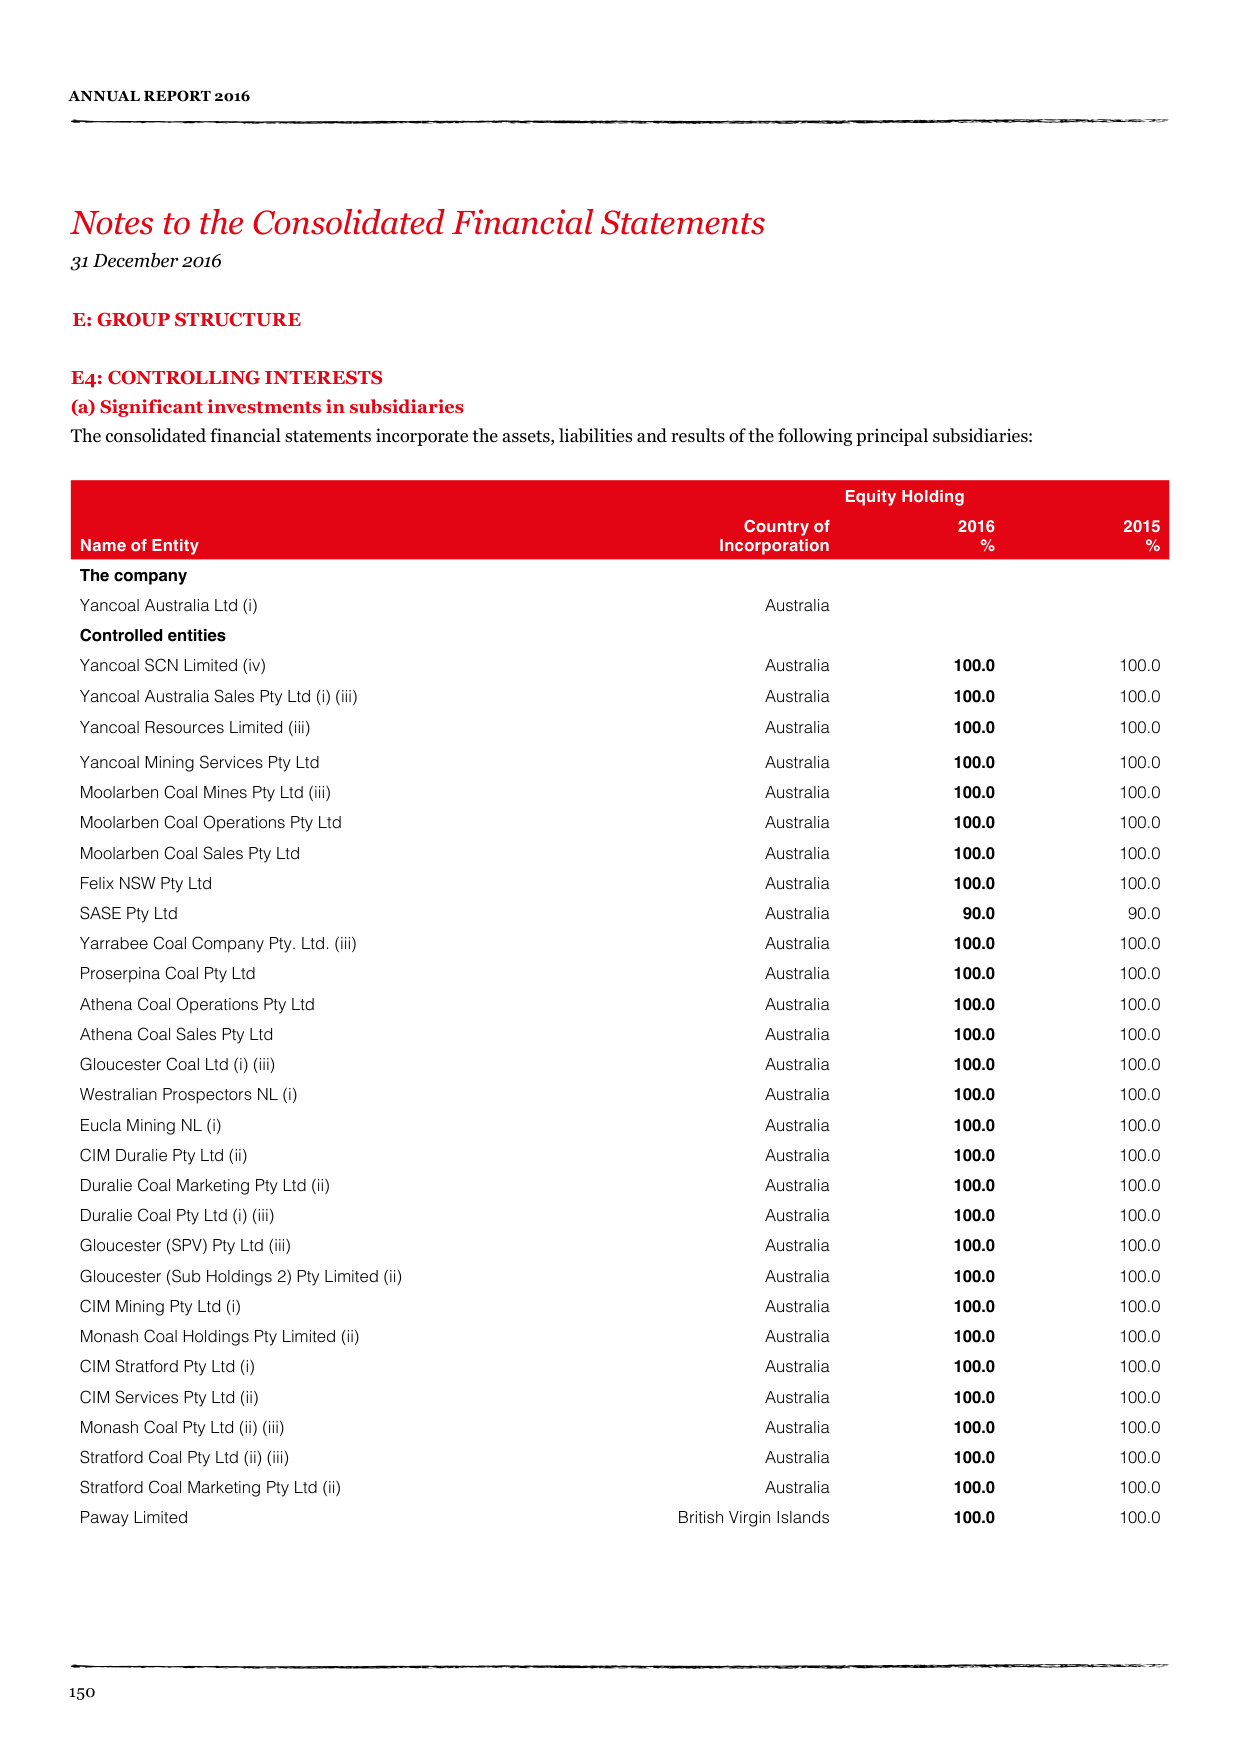 ANNUAL REPORT 2016
Notes to the Consolidated Financial Statements
31 December 2016
E: GROUP STRUCTURE
E4: CONTROLLING INTERESTS
(a) Significant investments in subsidiaries
The consolidated financial statements incorporate the assets, liabilities and results of the following principal subsidiaries:
Equity Holding
Name of Entity Country of Incorporation 2016 % 2015 %
The company
Yancoal Australia Ltd (i) Australia
Controlled entities
Yancoal SCN Limited (iv) Australia 100.0 100.0
Yancoal Australia Sales Pty Ltd (i) (iii) Australia 100.0 100.0
Yancoal Resources Limited (iii) Australia 100.0 100.0
Yancoal Mining Services Pty Ltd Australia 100.0 100.0
Moolarben Coal Mines Pty Ltd (iii) Australia 100.0 100.0
Moolarben Coal Operations Pty Ltd Australia 100.0 100.0
Moolarben Coal Sales Pty Ltd Australia 100.0 100.0
Felix NSW Pty Ltd Australia 100.0 100.0
SASE Pty Ltd Australia 90.0 90.0
Yarrabee Coal Company Pty. Ltd. (iii) Australia 100.0 100.0
Proserpina Coal Pty Ltd Australia 100.0 100.0
Athena Coal Operations Pty Ltd Australia 100.0 100.0
Athena Coal Sales Pty Ltd Australia 100.0 100.0
Gloucester Coal Ltd (i) (iii) Australia 100.0 100.0
Westralian Prospectors NL (i) Australia 100.0 100.0
Eucla Mining NL (i) Australia 100.0 100.0
CIM Duralie Pty Ltd (ii) Australia 100.0 100.0
Duralie Coal Marketing Pty Ltd (ii) Australia 100.0 100.0
Duralie Coal Pty Ltd (i) (iii) Australia 100.0 100.0
Gloucester (SPV) Pty Ltd (iii) Australia 100.0 100.0
Gloucester (Sub Holdings 2) Pty Limited (ii) Australia 100.0 100.0
CIM Mining Pty Ltd (i) Australia 100.0 100.0
Monash Coal Holdings Pty Limited (ii) Australia 100.0 100.0
CIM Stratford Pty Ltd (i) Australia 100.0 100.0
CIM Services Pty Ltd (ii) Australia 100.0 100.0
Monash Coal Pty Ltd (ii) (iii) Australia 100.0 100.0
Stratford Coal Pty Ltd (ii) (iii) Australia 100.0 100.0
Stratford Coal Marketing Pty Ltd (ii) Australia 100.0 100.0
Paway Limited British Virgin Islands 100.0 100.0
150